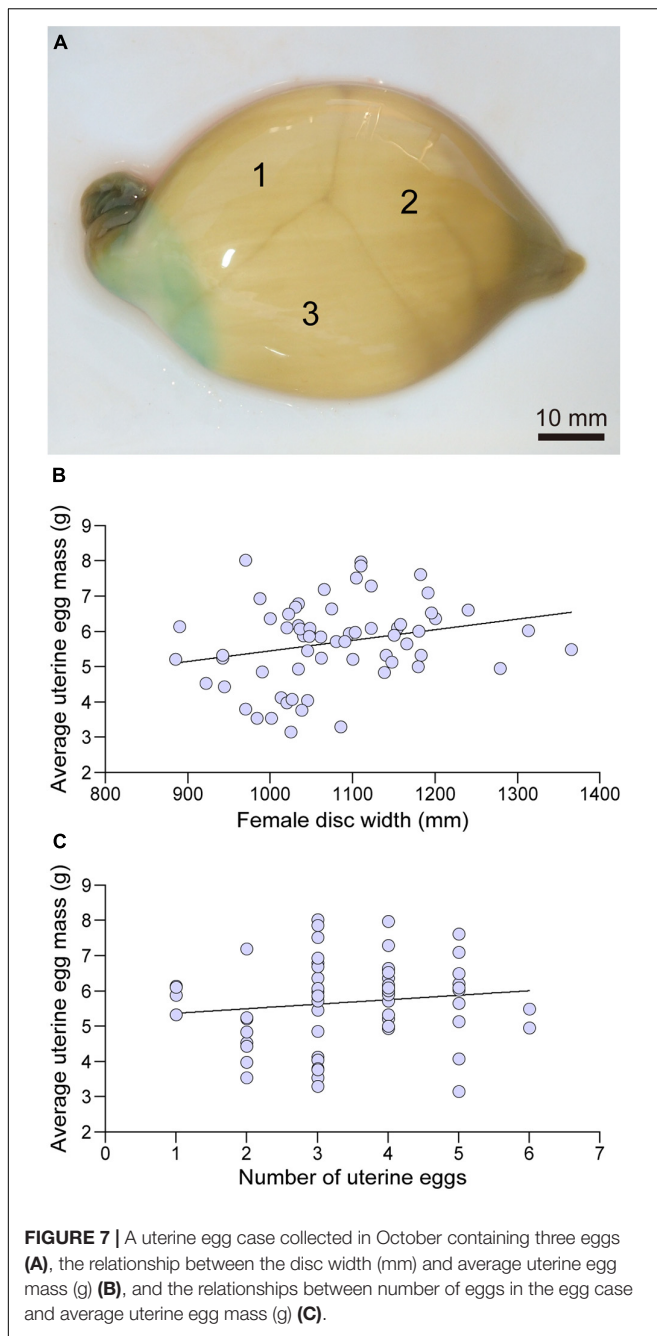 A
1
2
3
10 mm
B
Average uterine egg mass (g)
9
8
7
6
5
4
3
2
800 900 1000 1100 1200 1300 1400
Female disc width (mm)
C
Average uterine egg mass (g)
9
8
7
6
5
4
3
2
0 1 2 3 4 5 6 7
Number of uterine eggs
FIGURE 7 | A uterine egg case collected in October containing three eggs
(A), the relationship between the disc width (mm) and average uterine egg
mass (g) (B), and the relationships between number of eggs in the egg case
and average uterine egg mass (g) (C).